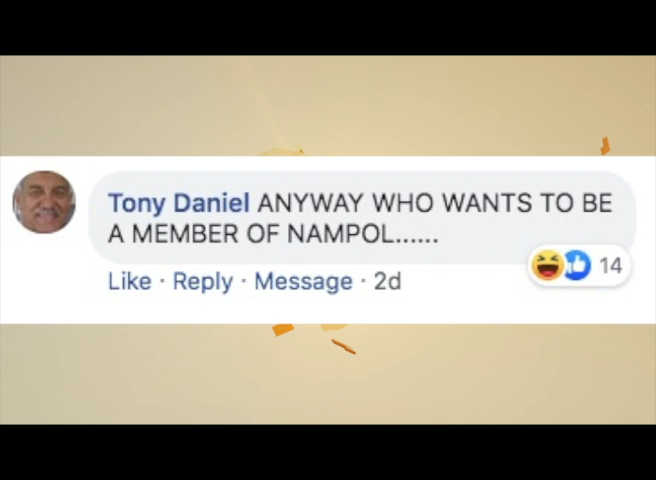 Tony Daniel ANYWAY WHO WANTS TO BE
A MEMBER OF NAMPOL......
14
Like · Reply · Message · 2d